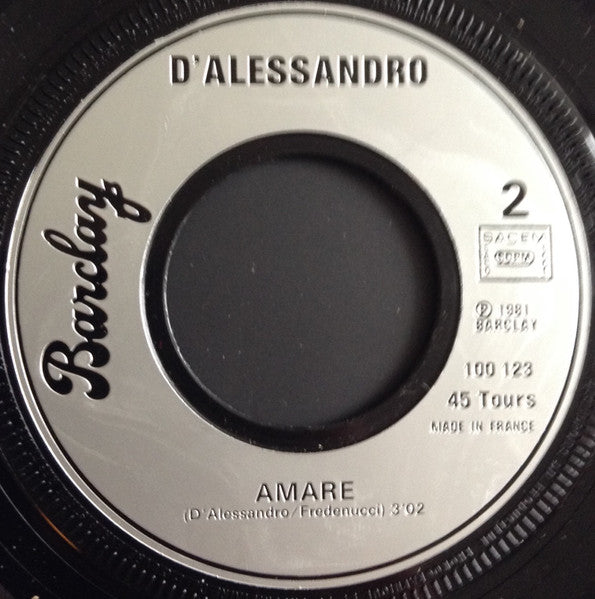 D'ALESSANDRO
Barclay
2
SACEM
SDRM
℗ 1981
BARCLAY
100 123
45 Tours
MADE IN FRANCE
AMARE
(D'Alessandro/Fredenucci) 3'02